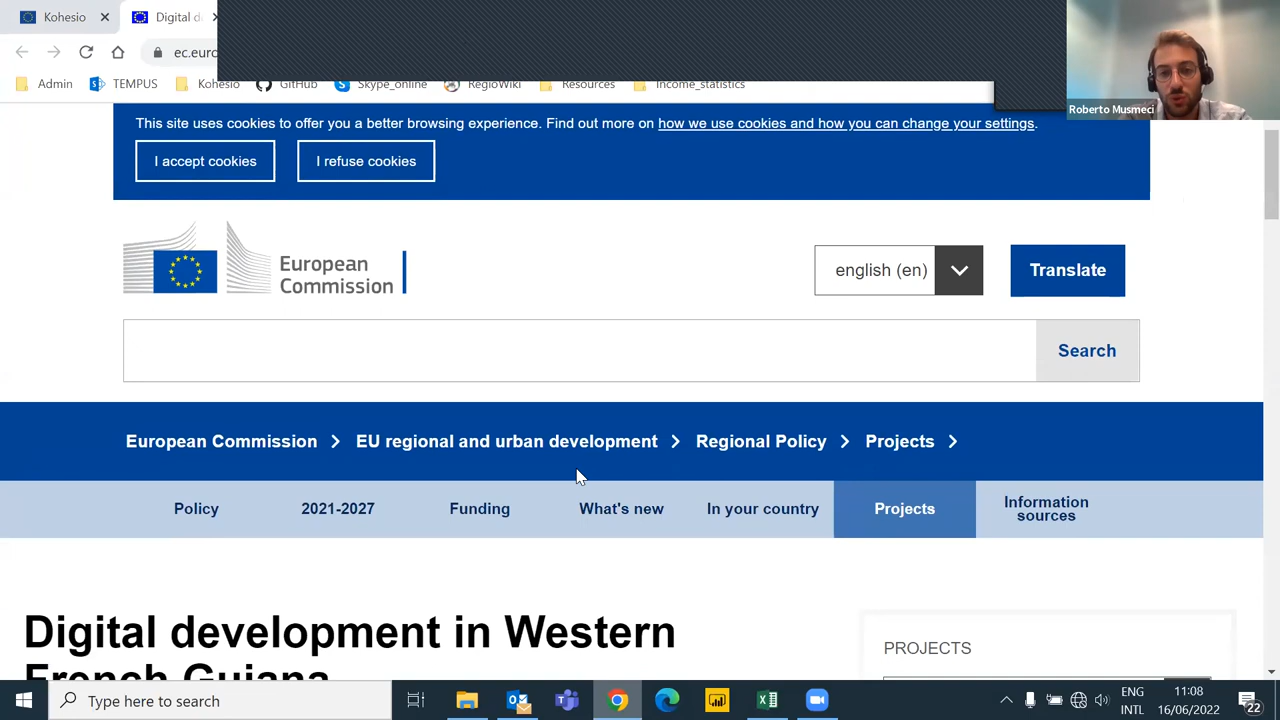 Kohesio
Digital d
ec.euro
Admin
TEMPUS
Kohesio
GitHub
Skype_online
RegioWiki
Resources
Income_statistics
Roberto Musmeci
This site uses cookies to offer you a better browsing experience. Find out more on how we use cookies and how you can change your settings.
I accept cookies
I refuse cookies
European
Commission
english (en)
Translate
Search
European Commission > EU regional and urban development > Regional Policy > Projects >
Policy
2021-2027
Funding
What's new
In your country
Projects
Information
sources
Digital development in Western
French Guiana
PROJECTS
Type here to search
ENG
INTL
11:08
16/06/2022
22